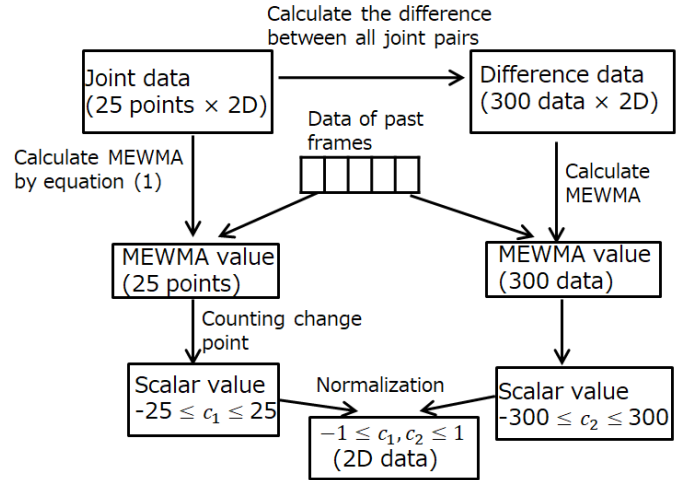 Calculate the difference
between all joint pairs
Joint data
(25 points × 2D)
Difference data
(300 data × 2D)
Data of past
frames
Calculate MEWMA
by equation (1)
Calculate
MEWMA
MEWMA value
(25 points)
MEWMA value
(300 data)
Counting change
point
Scalar value
-25 ≤ c₁ ≤ 25
Normalization
Scalar value
-300 ≤ c₂ ≤ 300
−1 ≤ c₁, c₂ ≤ 1
(2D data)